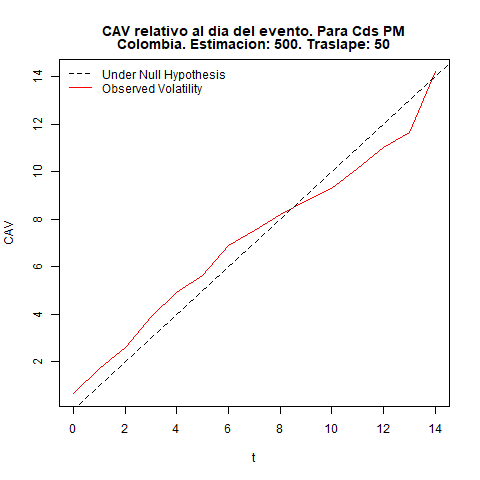 CAV relativo al dia del evento. Para Cds PM
Colombia. Estimacion: 500. Traslape: 50
Under Null Hypothesis
Observed Volatility
14
12
10
8
6
4
2
CAV
0 2 4 6 8 10 12 14
t